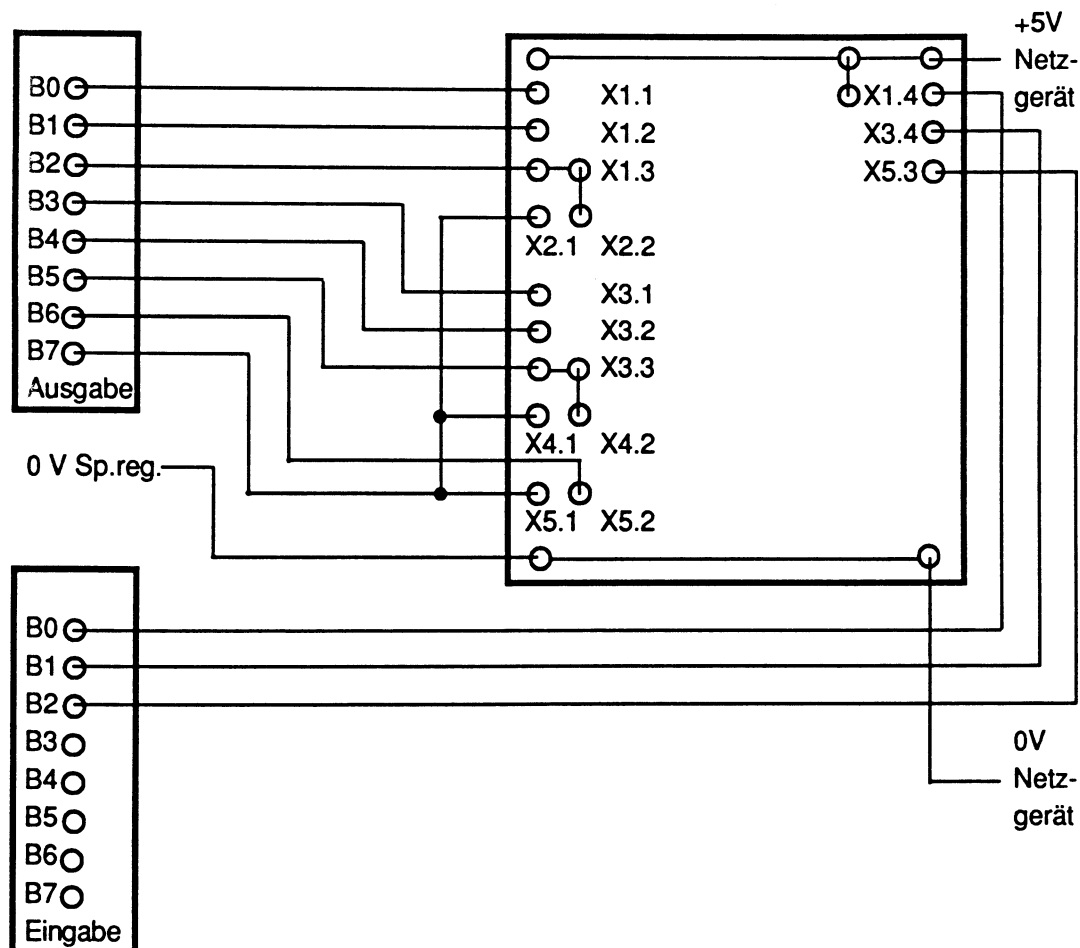 B0
B1
B2
B3
B4
B5
B6
B7
Ausgabe
0 V Sp.reg.
B0
B1
B2
B3
B4
B5
B6
B7
Eingabe
X1.1
X1.2
X1.3
X2.1 X2.2
X3.1
X3.2
X3.3
X4.1 X4.2
X5.1 X5.2
X1.4
X3.4
X5.3
+5V
Netz-
gerät
0V
Netz-
gerät